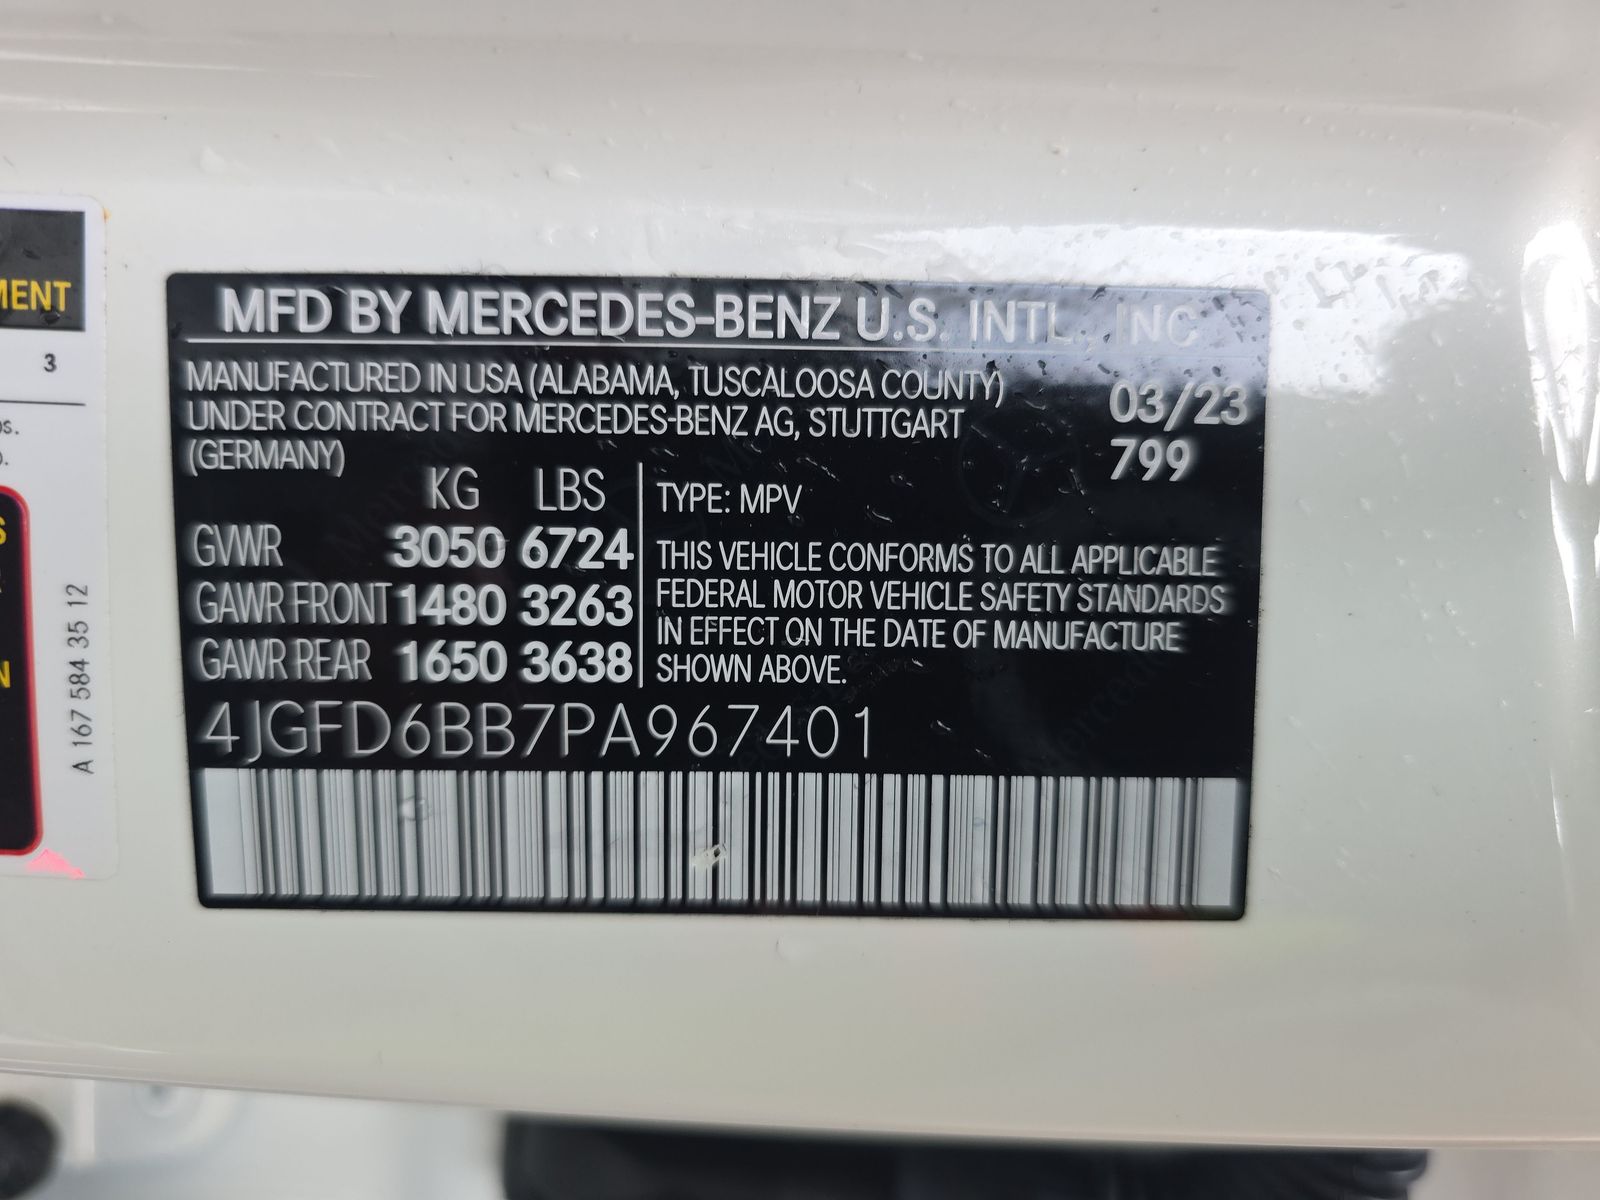 MENT
3
A 167 584 35 12
MFD BY MERCEDES-BENZ U.S. INTL., INC
MANUFACTURED IN USA (ALABAMA, TUSCALOOSA COUNTY)
UNDER CONTRACT FOR MERCEDES-BENZ AG, STUTTGART
(GERMANY)
03/23
799
KG LBS
GVWR 3050 6724
GAWR FRONT 1480 3263
GAWR REAR 1650 3638
TYPE: MPV
THIS VEHICLE CONFORMS TO ALL APPLICABLE
FEDERAL MOTOR VEHICLE SAFETY STANDARDS
IN EFFECT ON THE DATE OF MANUFACTURE
SHOWN ABOVE.
4JGFD6BB7PA967401